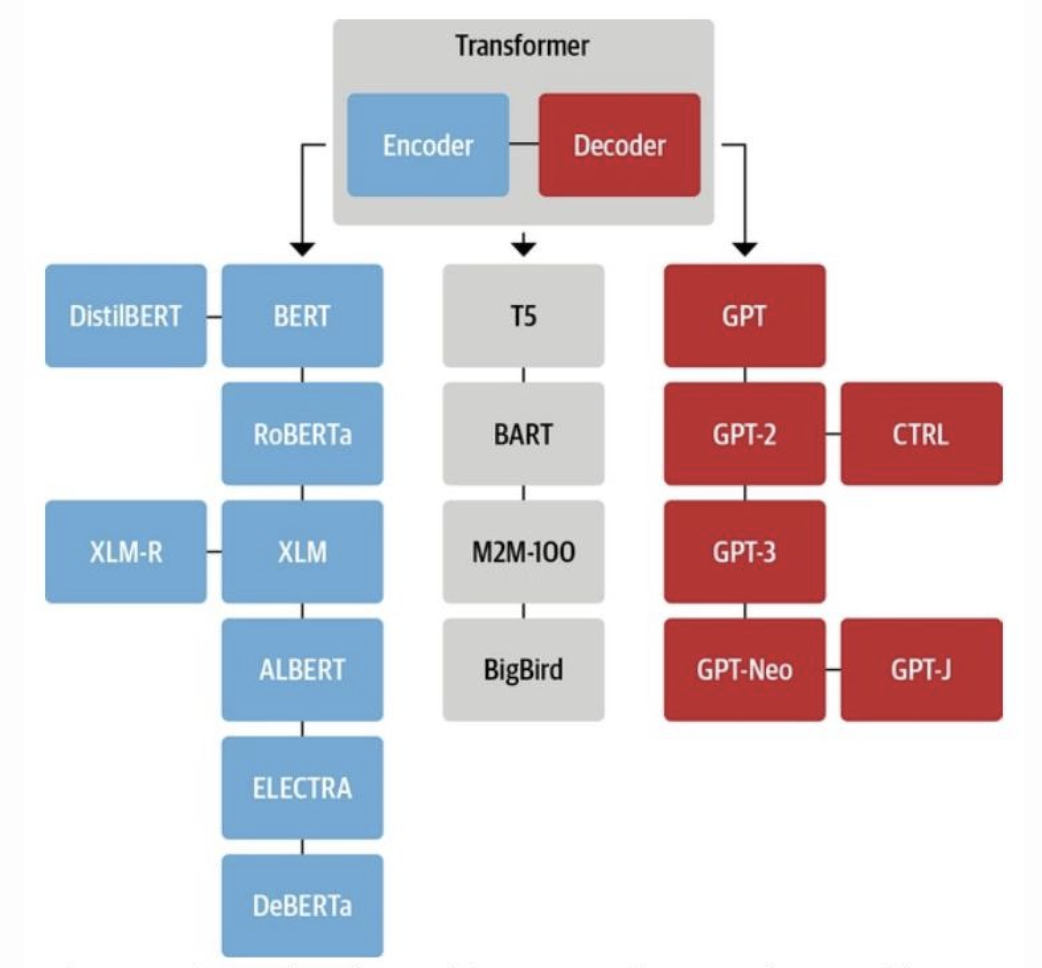 Transformer
Encoder
Decoder
DistilBERT
BERT
T5
GPT
RoBERTa
BART
GPT-2
CTRL
XLM-R
XLM
M2M-100
GPT-3
ALBERT
BigBird
GPT-Neo
GPT-J
ELECTRA
DeBERTa